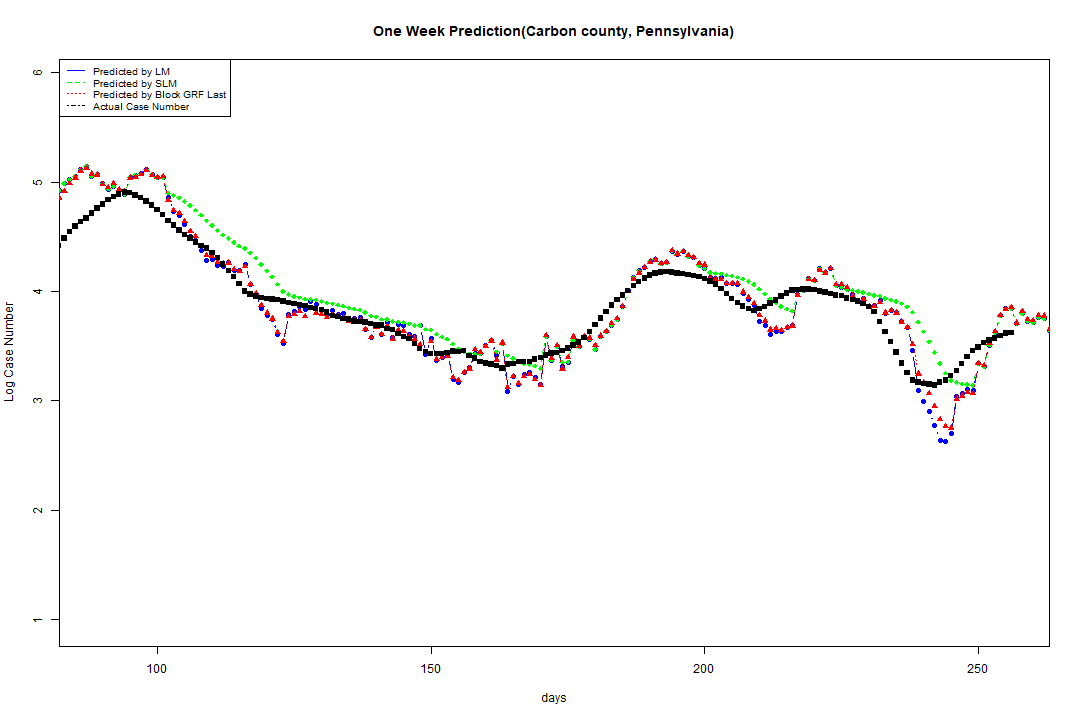 One Week Prediction(Carbon county, Pennsylvania)
Predicted by LM
Predicted by SLM
Predicted by Block GRF Last
Actual Case Number
6
5
4
3
2
1
Log Case Number
100 150 200 250
days